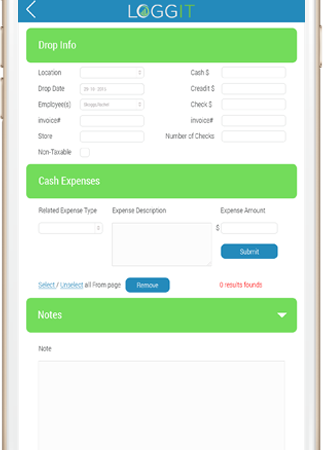 LOGGIT
Drop Info
Location Cash $
Drop Date Creadit $
Employee(s) Check $
invoice# invoice#
Store Number of Checks
Non-Taxable
Cash Expenses
Related Expense Type Expense Description Expense Amount
$
Submit
Select / Unselect all From page Remove 0 results founds
Notes
Note